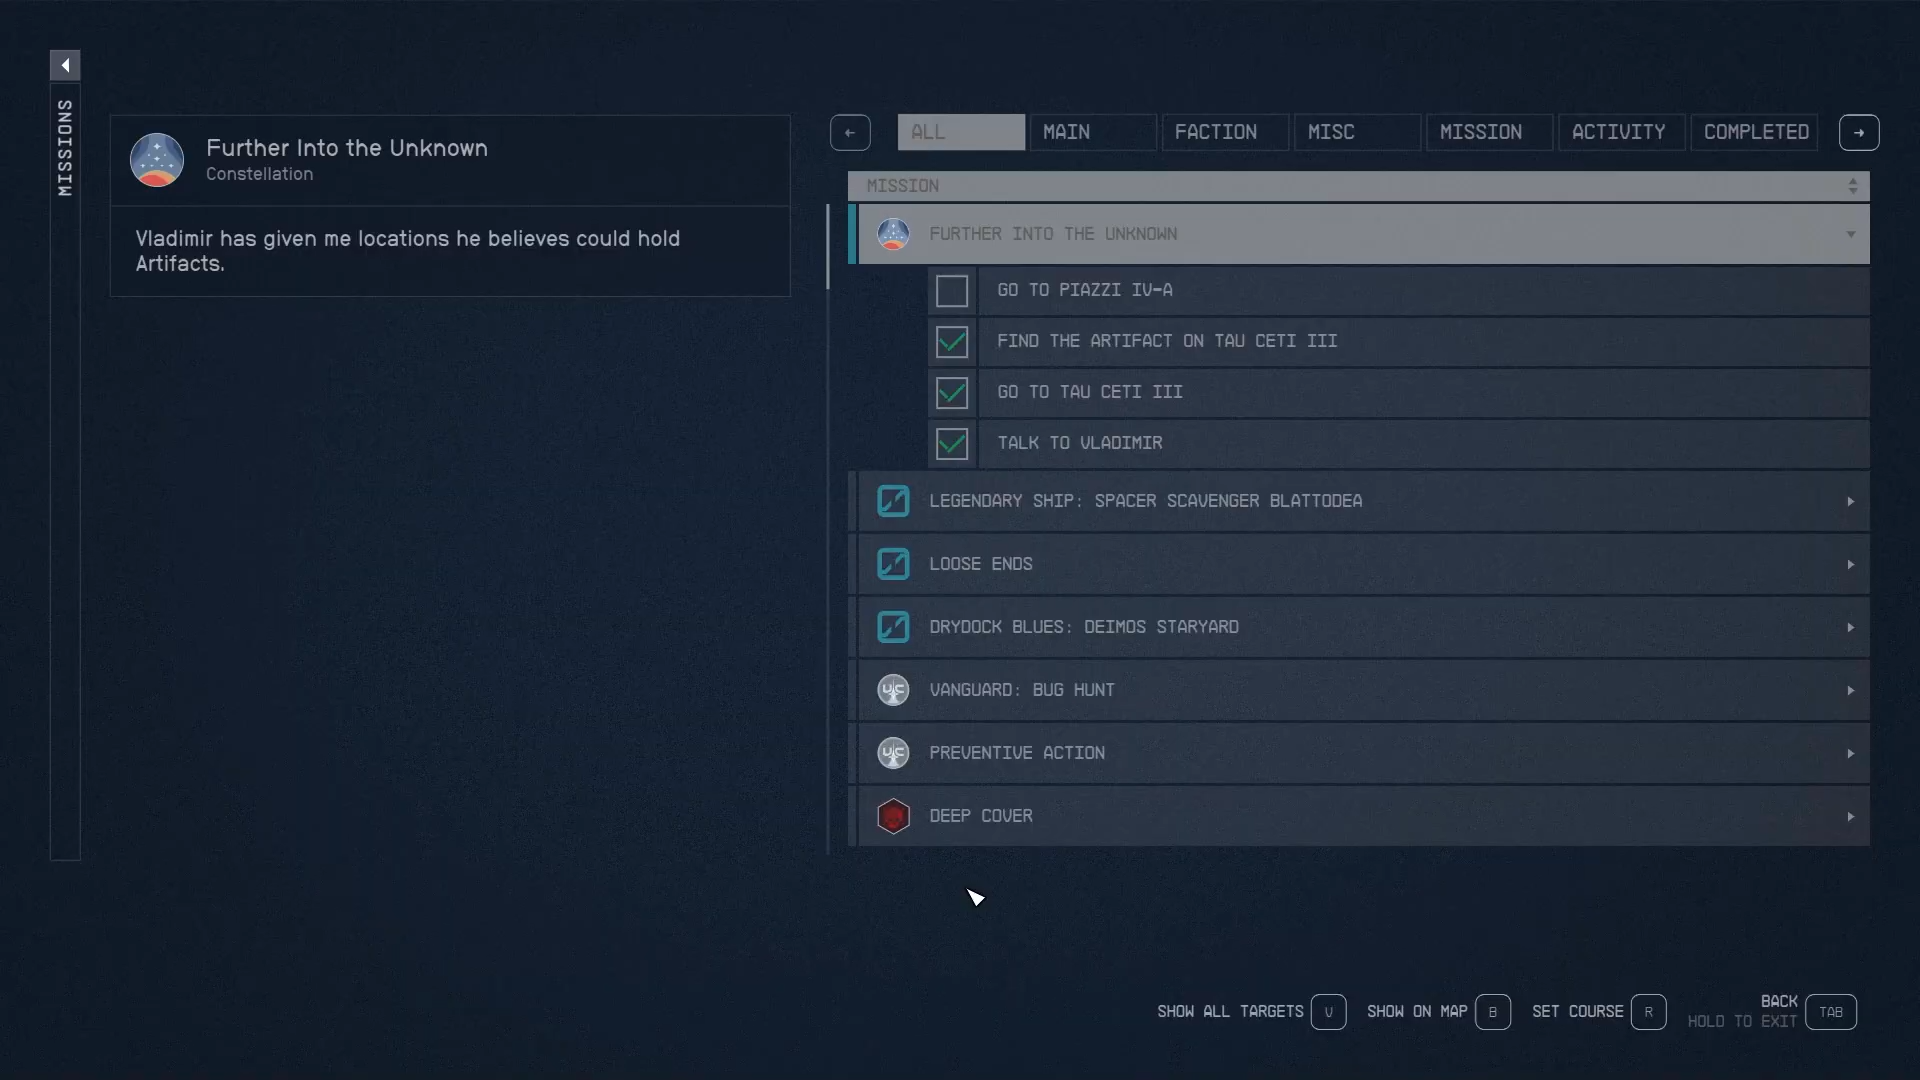 MISSIONS
Further Into the Unknown
Constellation
Vladimir has given me locations he believes could hold
Artifacts.
ALL
MAIN
FACTION
MISC
MISSION
ACTIVITY
COMPLETED
MISSION
FURTHER INTO THE UNKNOWN
GO TO PIAZZI IV-A
FIND THE ARTIFACT ON TAU CETI III
GO TO TAU CETI III
TALK TO VLADIMIR
LEGENDARY SHIP: SPACER SCAVENGER BLATTODEA
LOOSE ENDS
DRYDOCK BLUES: DEIMOS STARYARD
UC VANGUARD: BUG HUNT
UC PREVENTIVE ACTION
DEEP COVER
SHOW ALL TARGETS V
SHOW ON MAP B
SET COURSE R
BACK
HOLD TO EXIT
TAB